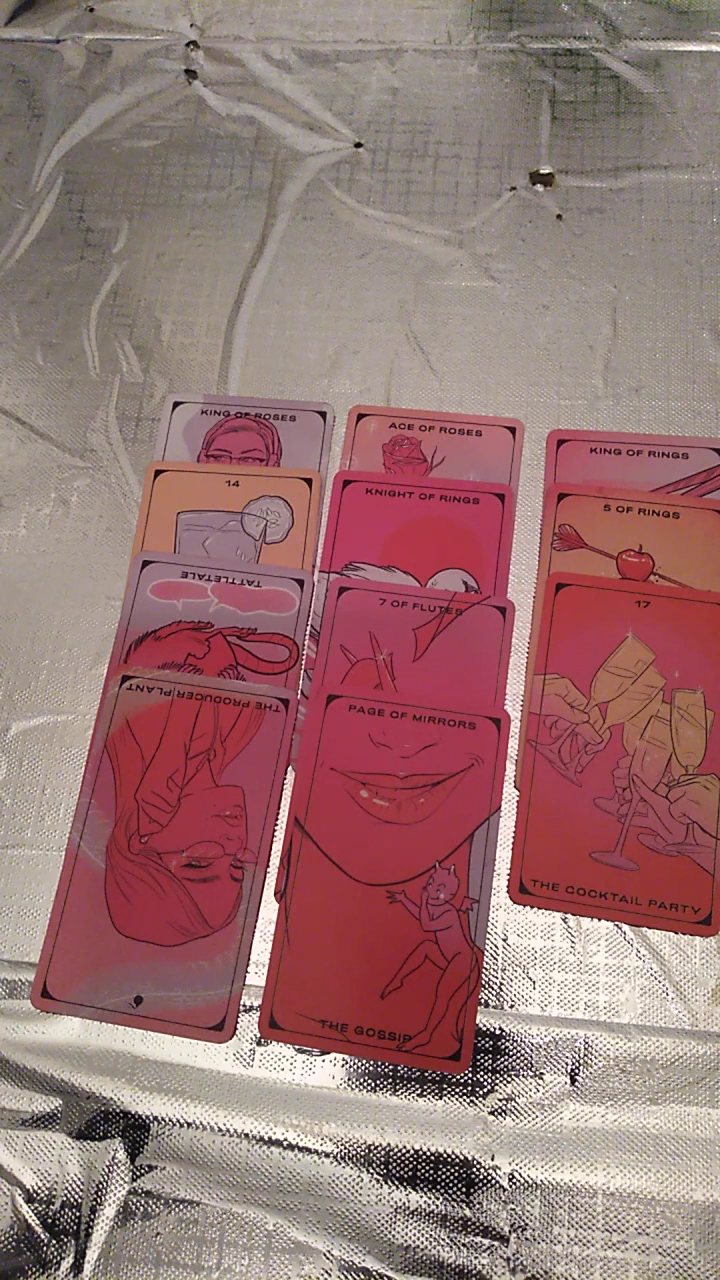 KING OF ROSES
14
TATTLETALE
THE PRODUCER PLANT
ACE OF ROSES
KNIGHT OF RINGS
7 OF FLUTES
PAGE OF MIRRORS
THE GOSSIP
KING OF RINGS
5 OF RINGS
17
THE COCKTAIL PARTY